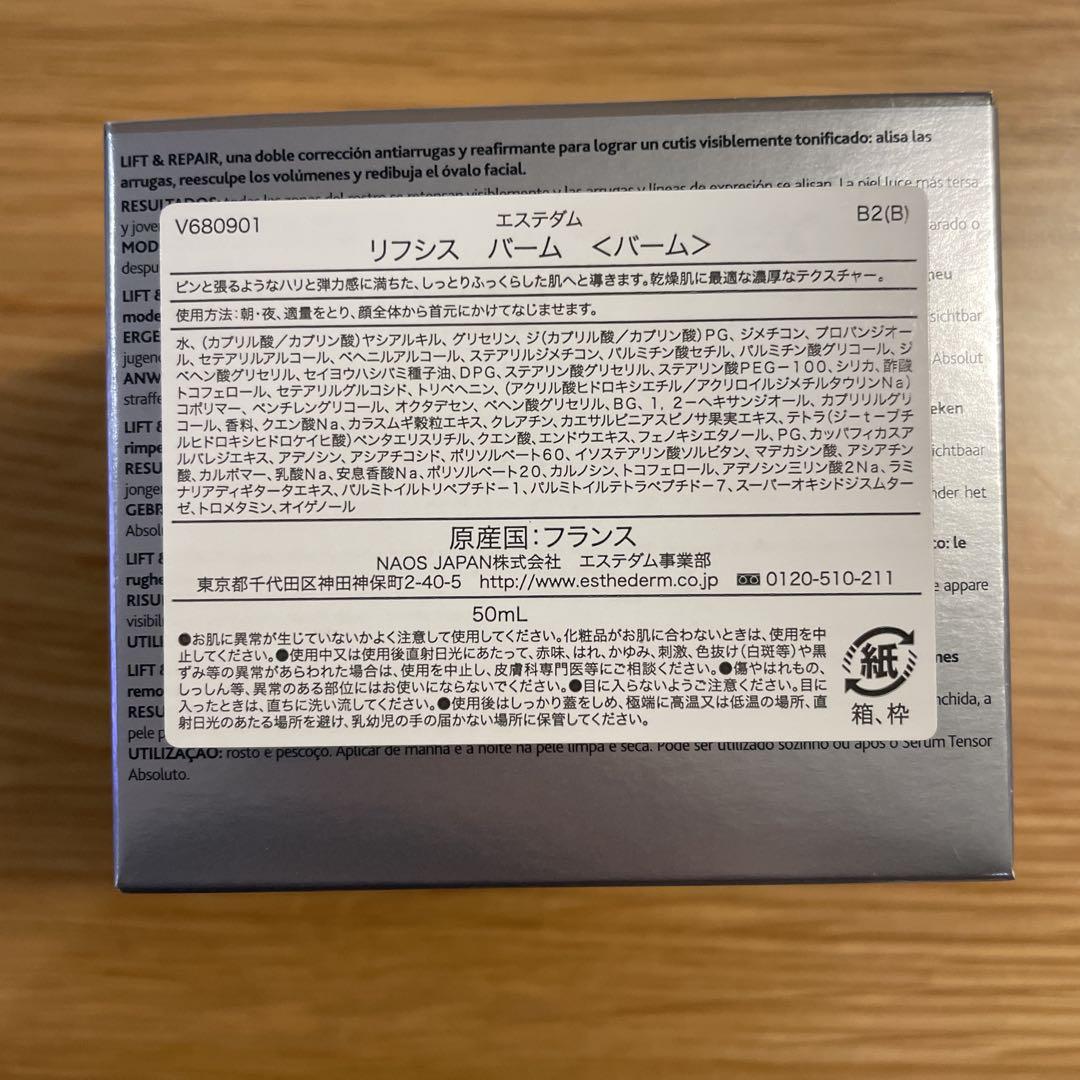 LIFT & REPAIR, una doble corrección antiarrugas y reafirmante para lograr un cutis visiblemente tonificado: alisa las
arrugas, reesculpe los volúmenes y redibuja el óvalo facial.
más tersa
y jove
arado o
MOD
despu
neu
LIFT &
mode
sichtbar
ERGE
jugen
Absolut
ANW
straffe
LIFT &
eken
rimpe
ichtbaar
RESU
jonge
nder het
GEBR
Absol
LIFT &
to: le
rughe
RISU
e appare
visibil
UTILI
LIFT &
nes
remo
RESU
nchida, a
pele p
V680901
エステダム
B2(B)
リフシス バーム <バーム>
ピンと張るようなハリと弾力感に満ちた、しっとりふっくらした肌へと導きます。乾燥肌に最適な濃厚なテクスチャー。
使用方法:朝・夜、適量をとり、顔全体から首元にかけてなじませます。
水、(カプリル酸/カプリン酸)ヤシアルキル、グリセリン、ジ(カプリル酸/カプリン酸)PG、ジメチコン、プロパンジオー
ル、セテアリルアルコール、ベヘニルアルコール、ステアリルジメチコン、パルミチン酸セチル、パルミチン酸グリコール、ジ
ベヘン酸グリセリル、セイヨウハシバミ種子油、DPG、ステアリン酸グリセリル、ステアリン酸PEG-100、シリカ、酢酸
トコフェロール、セテアリルグルコシド、トリベヘニン、(アクリル酸ヒドロキシエチル/アクリロイルジメチルタウリンNa)
コポリマー、ペンチレングリコール、オクタデセン、ベヘン酸グリセリル、BG、1,2-ヘキサンジオール、カプリリルグリ
コール、香料、クエン酸Na、カラスムギ穀粒エキス、クレアチン、カエサルピニアスピノサ果実エキス、テトラ(ジ-t-ブチ
ルヒドロキシヒドロケイヒ酸)ペンタエリスリチル、クエン酸、エンドウエキス、フェノキシエタノール、PG、カッパフィカスア
ルバレジエキス、アデノシン、アシアチコシド、ポリソルベート60、イソステアリン酸ソルビタン、マデカシン酸、アシアチン
酸、カルボマー、乳酸Na、安息香酸Na、ポリソルベート20、カルノシン、トコフェロール、アデノシン三リン酸2Na、ラミ
ナリアディギタータエキス、パルミトイルトリペプチド-1、パルミトイルテトラペプチド-7、スーパーオキシドジスムター
ゼ、トロメタミン、オイゲノール
原産国:フランス
NAOS JAPAN株式会社 エステダム事業部
東京都千代田区神田神保町2-40-5 http://www.esthederm.co.jp 0120-510-211
50mL
●お肌に異常が生じていないかよく注意して使用してください。化粧品がお肌に合わないときは、使用を中
止してください。●使用中又は使用後直射日光にあたって、赤味、はれ、かゆみ、刺激、色抜け(白斑等)や黒
ずみ等の異常があらわれた場合は、使用を中止し、皮膚科専門医等にご相談ください。●傷やはれもの、
しっしん等、異常のある部位にはお使いにならないでください。●目に入らないようご注意ください。目に
入ったときは、直ちに洗い流してください。●使用後はしっかり蓋をしめ、極端に高温又は低温の場所、直
射日光のあたる場所を避け、乳幼児の手の届かない場所に保管してください。
紙
箱、枠
UTILIZAÇÃO: rosto e pescoço. Aplicar de manhã e à noite na pele limpa e seca. Pode ser utilizado sozinho ou após o Serum Tensor
Absoluto.